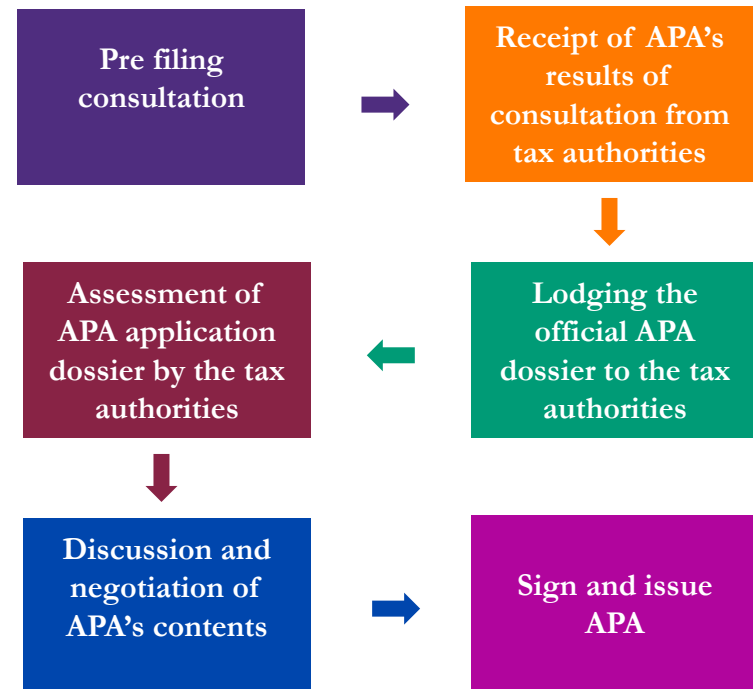 Pre filing
consultation
Receipt of APA's
results of
consultation from
tax authorities
Lodging the
official APA
dossier to the tax
authorities
Assessment of
APA application
dossier by the tax
authorities
Discussion and
negotiation of
APA's contents
Sign and issue
APA